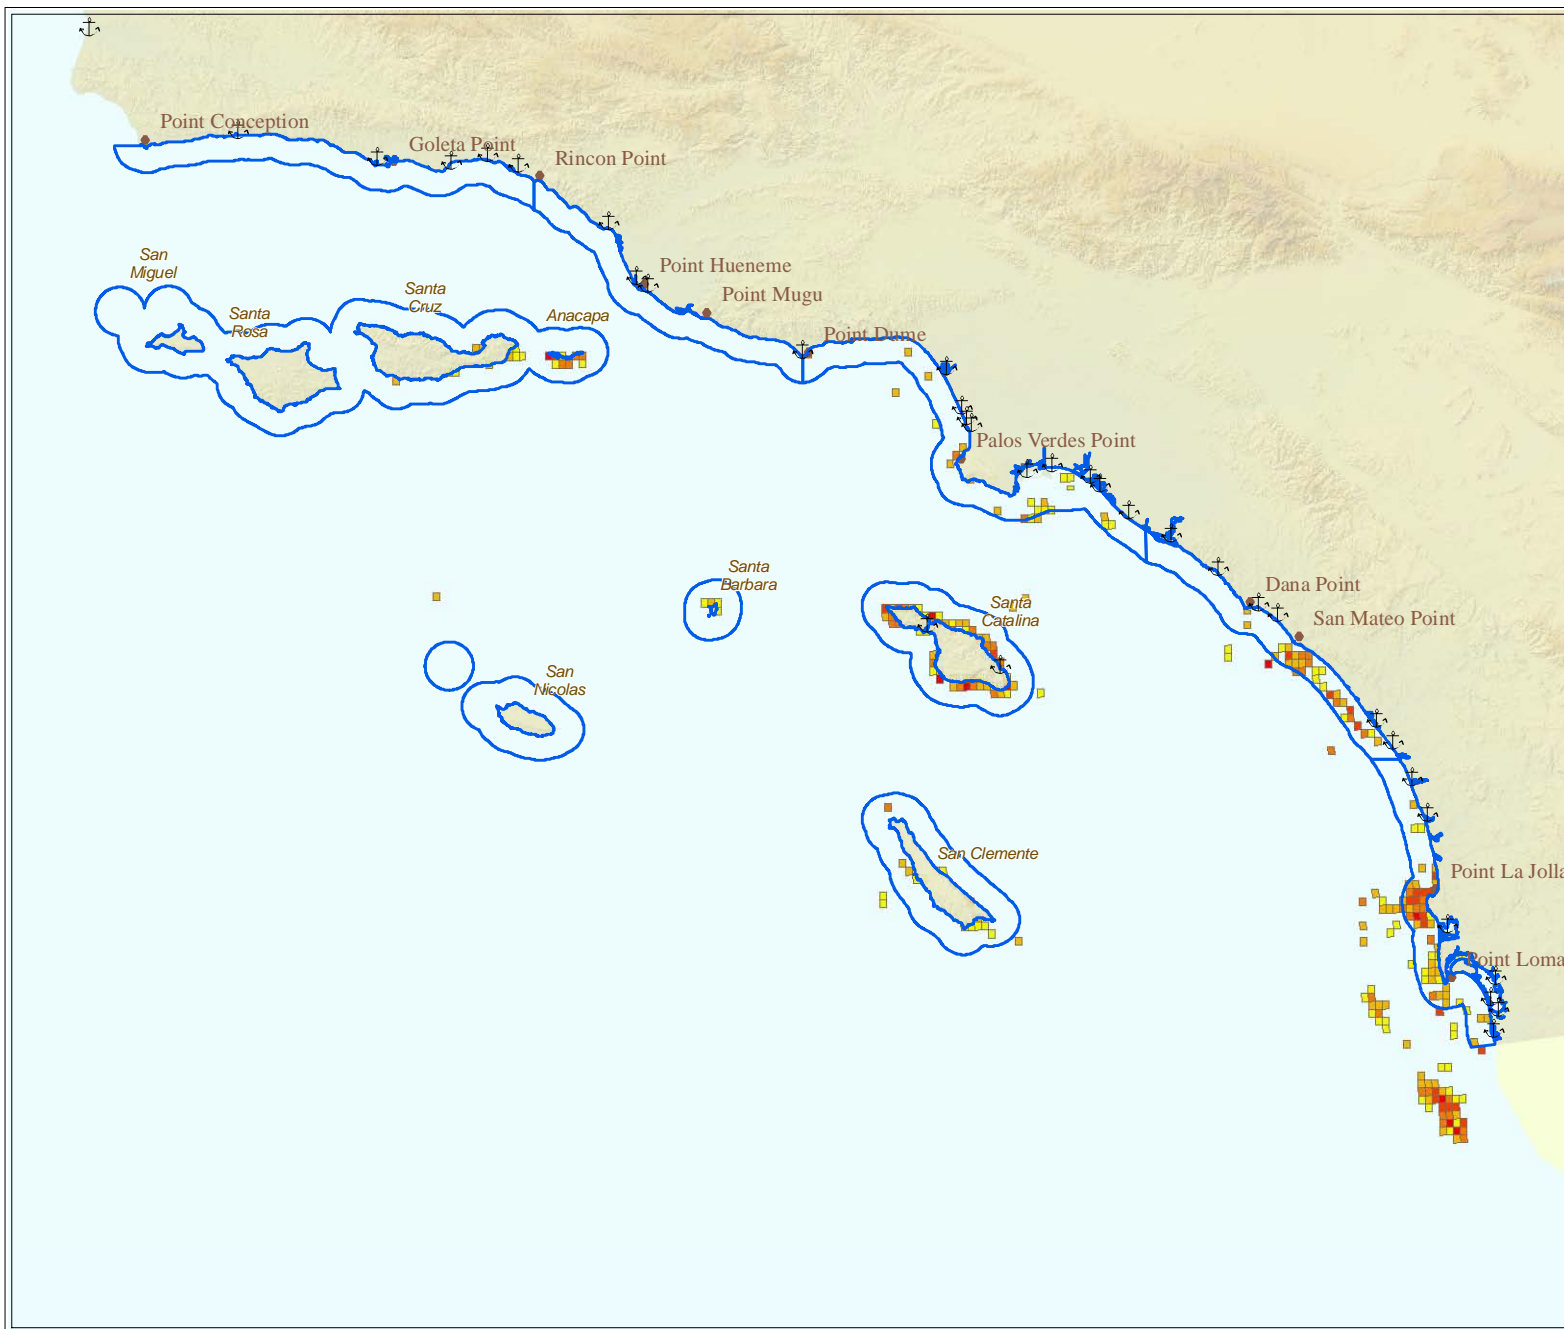 Point Conception
Goleta Point
Rincon Point
San
Miguel
Santa
Rosa
Santa
Cruz
Anacapa
Point Hueneme
Point Mugu
Point Dume
Palos Verdes Point
Santa
Barbara
Santa
Catalina
Dana Point
San Mateo Point
San
Nicolas
San Clemente
Point La Jolla
Point Loma